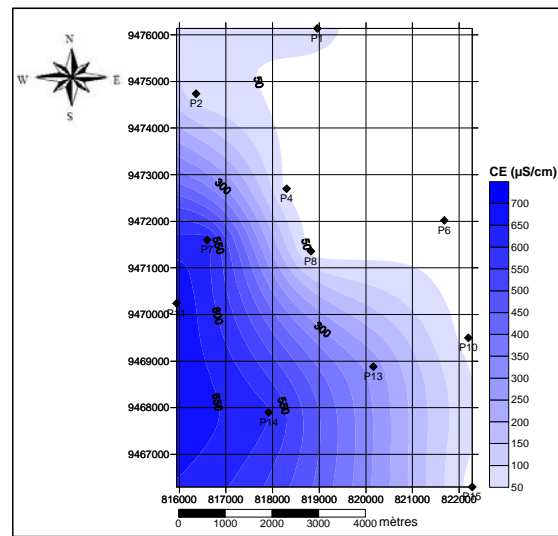 N
W E
S
9476000
9475000
9474000
9473000
9472000
9471000
9470000
9469000
9468000
9467000
P1
P2
50
300
P4
P6
550
P7
50
P8
P11
600
300
P10
P13
650
550
P14
P15
816000 817000 818000 819000 820000 821000 822000
0 1000 2000 3000 4000 mètres
CE (µS/cm)
700
650
600
550
500
450
400
350
300
250
200
150
100
50